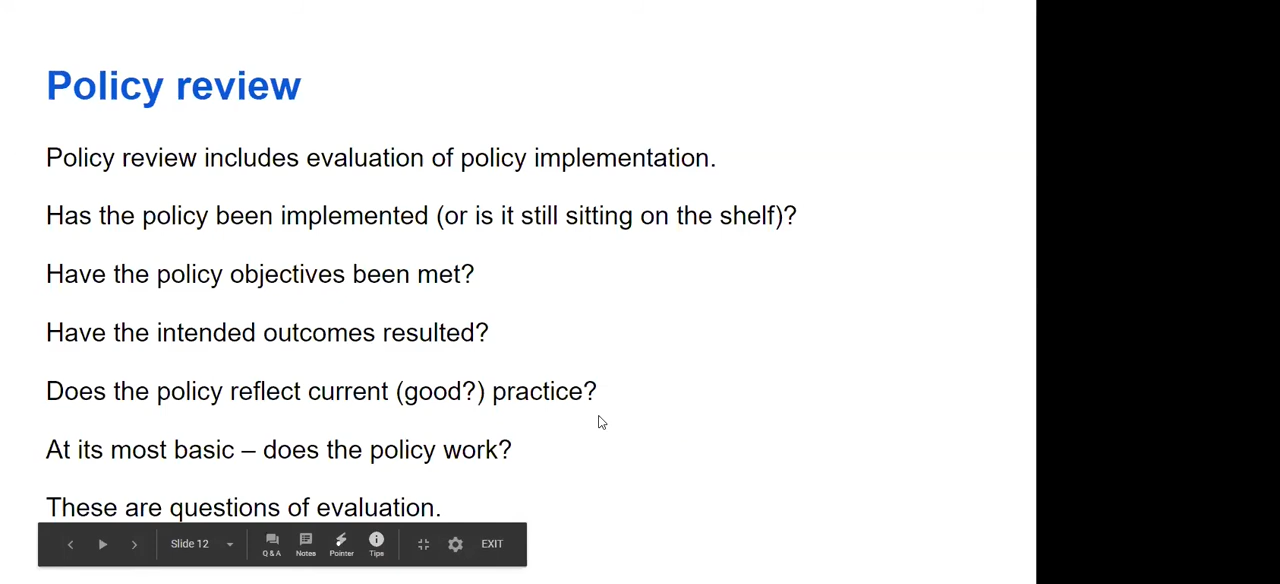 Policy review
Policy review includes evaluation of policy implementation.
Has the policy been implemented (or is it still sitting on the shelf)?
Have the policy objectives been met?
Have the intended outcomes resulted?
Does the policy reflect current (good?) practice?
At its most basic – does the policy work?
These are questions of evaluation.
Slide 12 Q & A Notes Pointer Tips EXIT